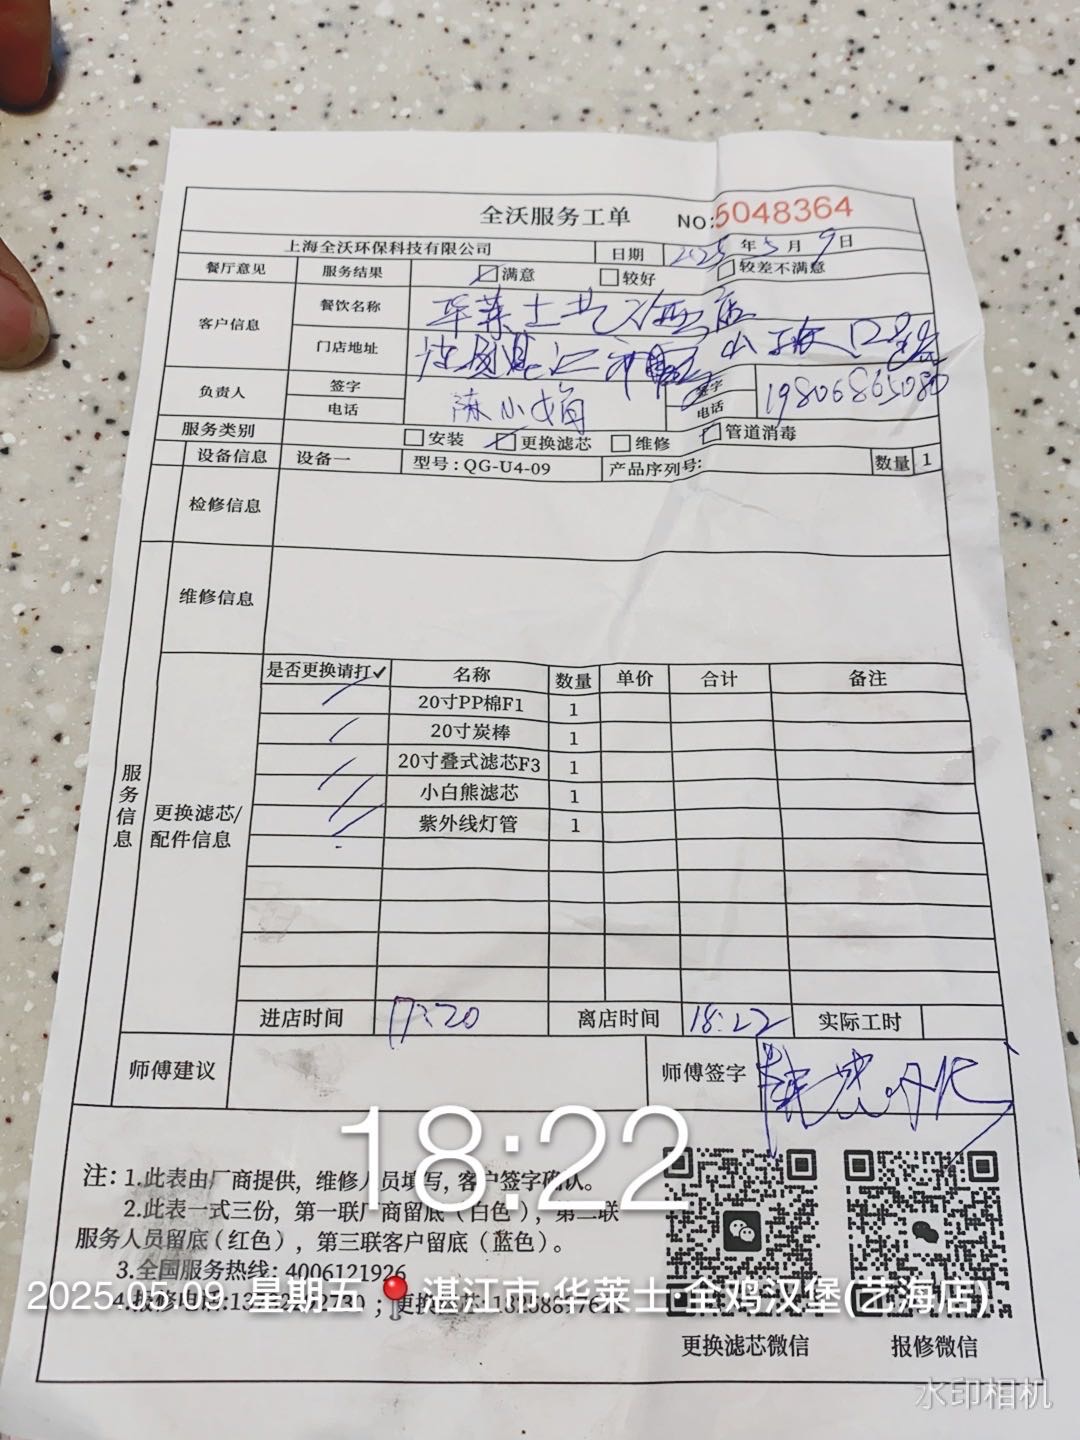 全沃服务工单 NO:5048364
上海全沃环保科技有限公司 日期 2025年5月9日
餐厅意见 服务结果 满意 较好 较差不满意
客户信息 餐饮名称 华莱士艺海店
门店地址
负责人 签字 陈小娟 签字
电话 电话 19806865080
服务类别 安装 更换滤芯 维修 管道消毒
设备信息 设备一 型号:QG-U4-09 产品序列号: 数量 1
检修信息
维修信息
服务信息
更换滤芯/
配件信息
是否更换请打✓ 名称 数量 单价 合计 备注
20寸PP棉F1 1
20寸炭棒 1
20寸叠式滤芯F3 1
小白熊滤芯 1
紫外线灯管 1
进店时间 17:20 离店时间 18:22 实际工时
师傅建议 师傅签字
18:22
注:1.此表由厂商提供，维修人员填写，客户签字确认。
2.此表一式三份，第一联厂商留底（白色），第二联
服务人员留底（红色），第三联客户留底（蓝色）。
3.全国服务热线：4006121926
2025.05.09 星期五 湛江市·华莱士·全鸡汉堡(艺海店)
更换滤芯微信 报修微信
水印相机